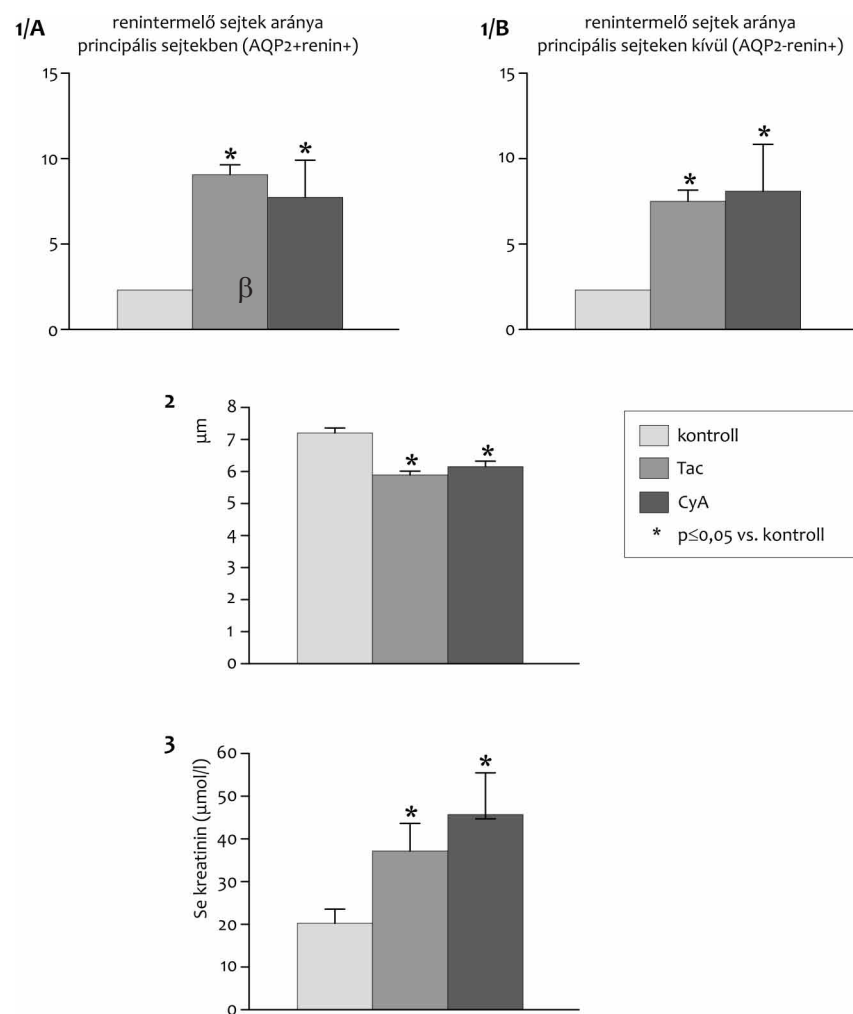 1/A
renintermelő sejtek aránya
principális sejtekben (AQP2+renin+)
15
10
5
0
*
*
β
1/B
renintermelő sejtek aránya
principális sejteken kívül (AQP2-renin+)
15
10
5
0
*
*
2
µm
8
7
6
5
4
3
2
1
0
*
*
kontroll
Tac
CyA
* p≤0,05 vs. kontroll
3
Se kreatinin (µmol/l)
60
50
40
30
20
10
0
*
*